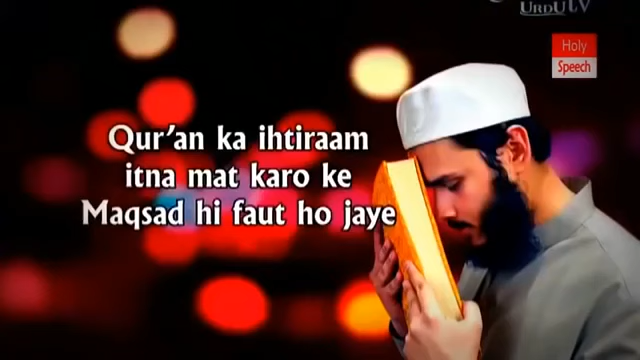 URDUTV
Holy
Speech
Qur'an ka ihtiraam
itna mat karo ke
Maqsad hi faut ho jaye